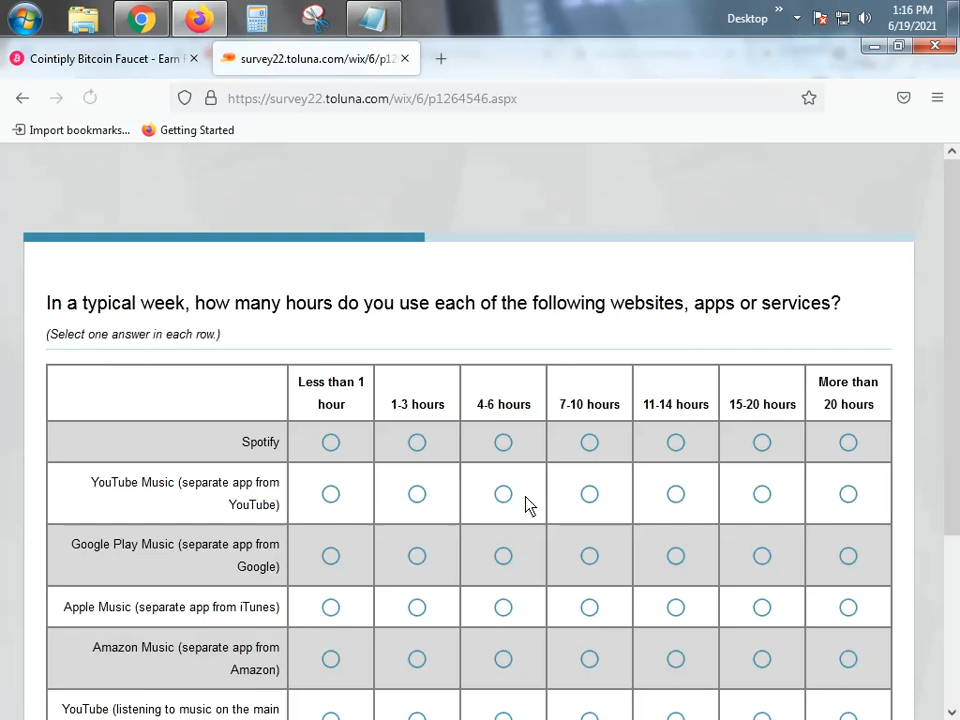 Desktop
»
1:16 PM
6/19/2021
Cointiply Bitcoin Faucet - Earn F
survey22.toluna.com/wix/6/p12
https://survey22.toluna.com/wix/6/p1264546.aspx
Import bookmarks...
Getting Started
In a typical week, how many hours do you use each of the following websites, apps or services?
(Select one answer in each row.)
Less than 1
hour
1-3 hours
4-6 hours
7-10 hours
11-14 hours
15-20 hours
More than
20 hours
Spotify
YouTube Music (separate app from
YouTube)
Google Play Music (separate app from
Google)
Apple Music (separate app from iTunes)
Amazon Music (separate app from
Amazon)
YouTube (listening to music on the main